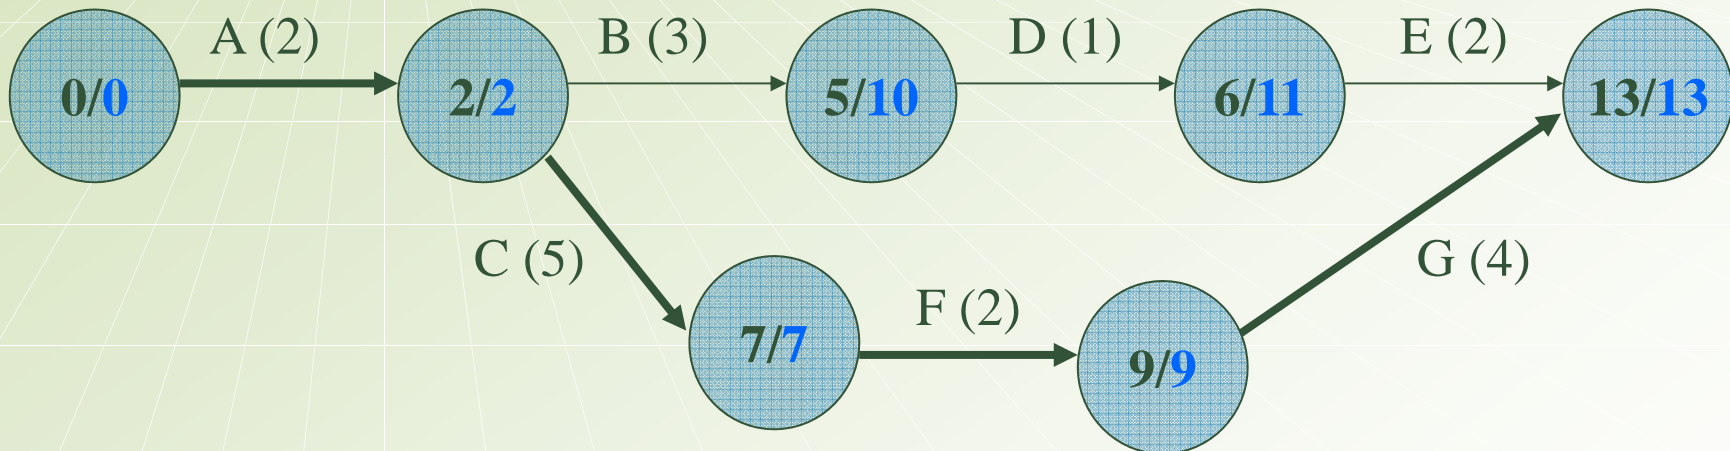 A (2) B (3) D (1) E (2)
0/0 2/2 5/10 6/11 13/13
C (5) G (4)
F (2)
7/7 9/9